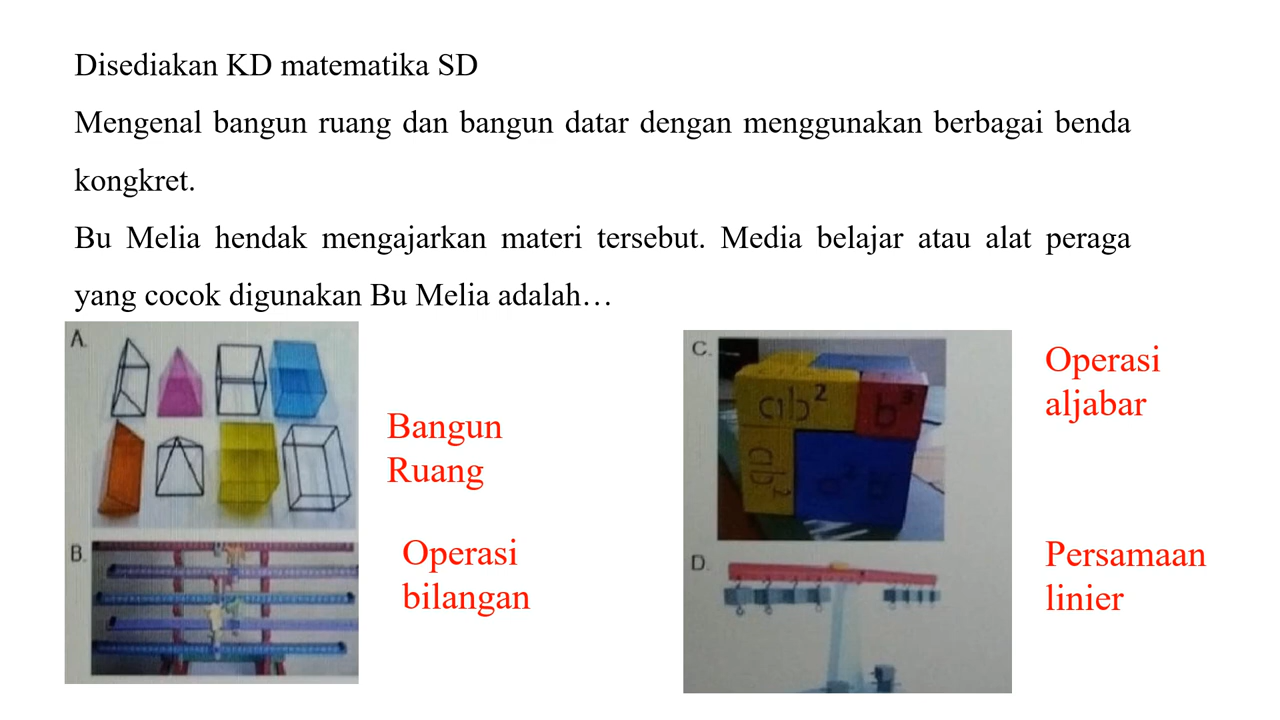 Disediakan KD matematika SD
Mengenal bangun ruang dan bangun datar dengan menggunakan berbagai benda
kongkret.
Bu Melia hendak mengajarkan materi tersebut. Media belajar atau alat peraga
yang cocok digunakan Bu Melia adalah…
A.
Bangun
Ruang
B.
Operasi
bilangan
C.
ab²
b³
ab²
Operasi
aljabar
D.
Persamaan
linier